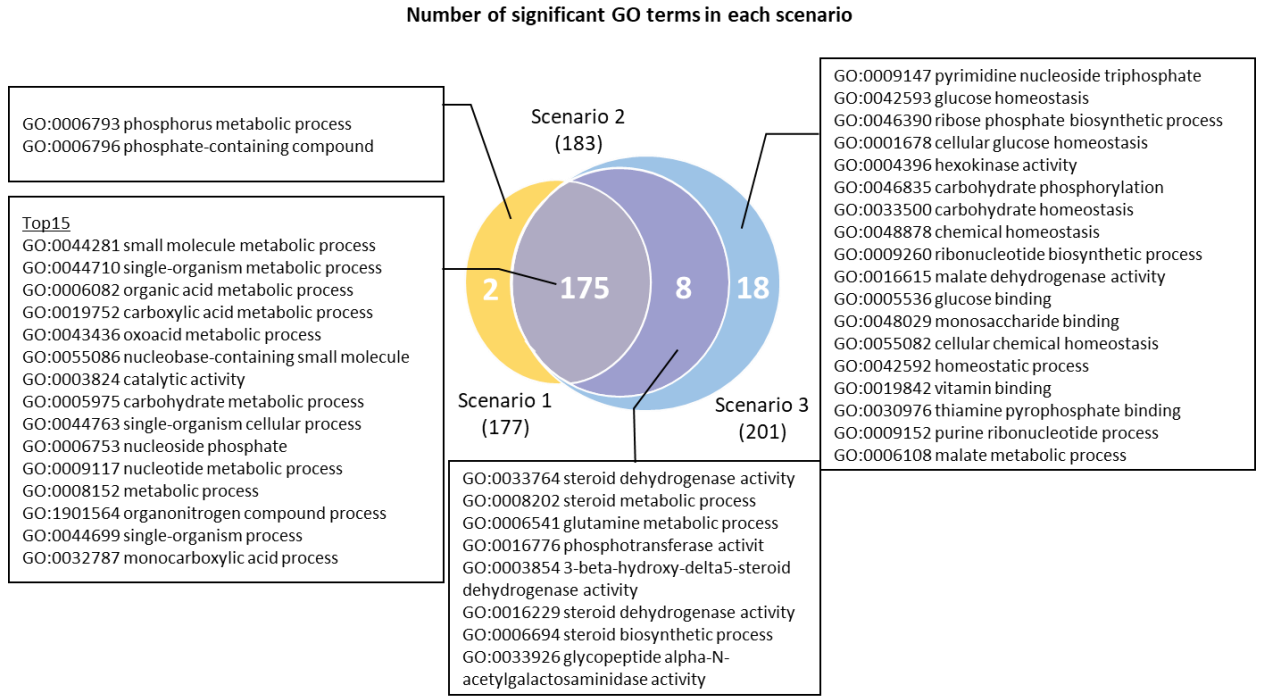 Number of significant GO terms in each scenario
GO:0006793 phosphorus metabolic process
GO:0006796 phosphate-containing compound
Top15
GO:0044281 small molecule metabolic process
GO:0044710 single-organism metabolic process
GO:0006082 organic acid metabolic process
GO:0019752 carboxylic acid metabolic process
GO:0043436 oxoacid metabolic process
GO:0055086 nucleobase-containing small molecule
GO:0003824 catalytic activity
GO:0005975 carbohydrate metabolic process
GO:0044763 single-organism cellular process
GO:0006753 nucleoside phosphate
GO:0009117 nucleotide metabolic process
GO:0008152 metabolic process
GO:1901564 organonitrogen compound process
GO:0044699 single-organism process
GO:0032787 monocarboxylic acid process
Scenario 2
(183)
2
175
8
18
Scenario 1
(177)
Scenario 3
(201)
GO:0033764 steroid dehydrogenase activity
GO:0008202 steroid metabolic process
GO:0006541 glutamine metabolic process
GO:0016776 phosphotransferase activit
GO:0003854 3-beta-hydroxy-delta5-steroid
dehydrogenase activity
GO:0016229 steroid dehydrogenase activity
GO:0006694 steroid biosynthetic process
GO:0033926 glycopeptide alpha-N-
acetylgalactosaminidase activity
GO:0009147 pyrimidine nucleoside triphosphate
GO:0042593 glucose homeostasis
GO:0046390 ribose phosphate biosynthetic process
GO:0001678 cellular glucose homeostasis
GO:0004396 hexokinase activity
GO:0046835 carbohydrate phosphorylation
GO:0033500 carbohydrate homeostasis
GO:0048878 chemical homeostasis
GO:0009260 ribonucleotide biosynthetic process
GO:0016615 malate dehydrogenase activity
GO:0005536 glucose binding
GO:0048029 monosaccharide binding
GO:0055082 cellular chemical homeostasis
GO:0042592 homeostatic process
GO:0019842 vitamin binding
GO:0030976 thiamine pyrophosphate binding
GO:0009152 purine ribonucleotide process
GO:0006108 malate metabolic process